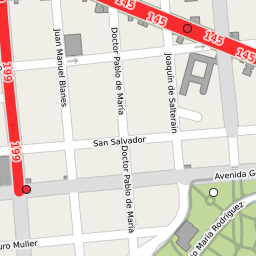 145
145
145
199
199
Juan Manuel Blanes
Doctor Pablo de María
Joaquín de Salterain
San Salvador
Doctor Pablo de María
Avenida G
uro Muller
María Rodríguez